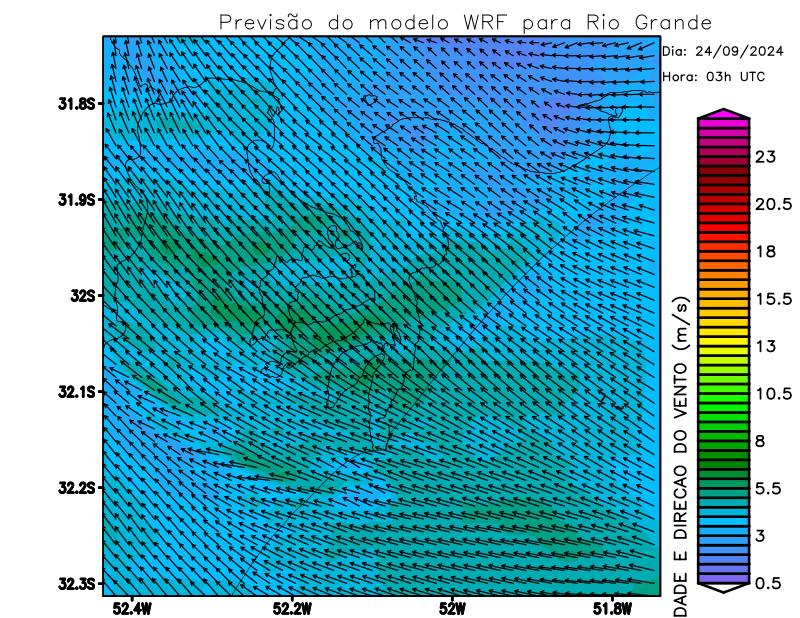 Previsão do modelo WRF para Rio Grande
Dia: 24/09/2024
Hora: 03h UTC
31.8S
31.9S
32S
32.1S
32.2S
32.3S
52.4W
52.2W
52W
51.8W
23
20.5
18
15.5
13
10.5
8
5.5
3
0.5
DADE E DIRECAO DO VENTO (m/s)